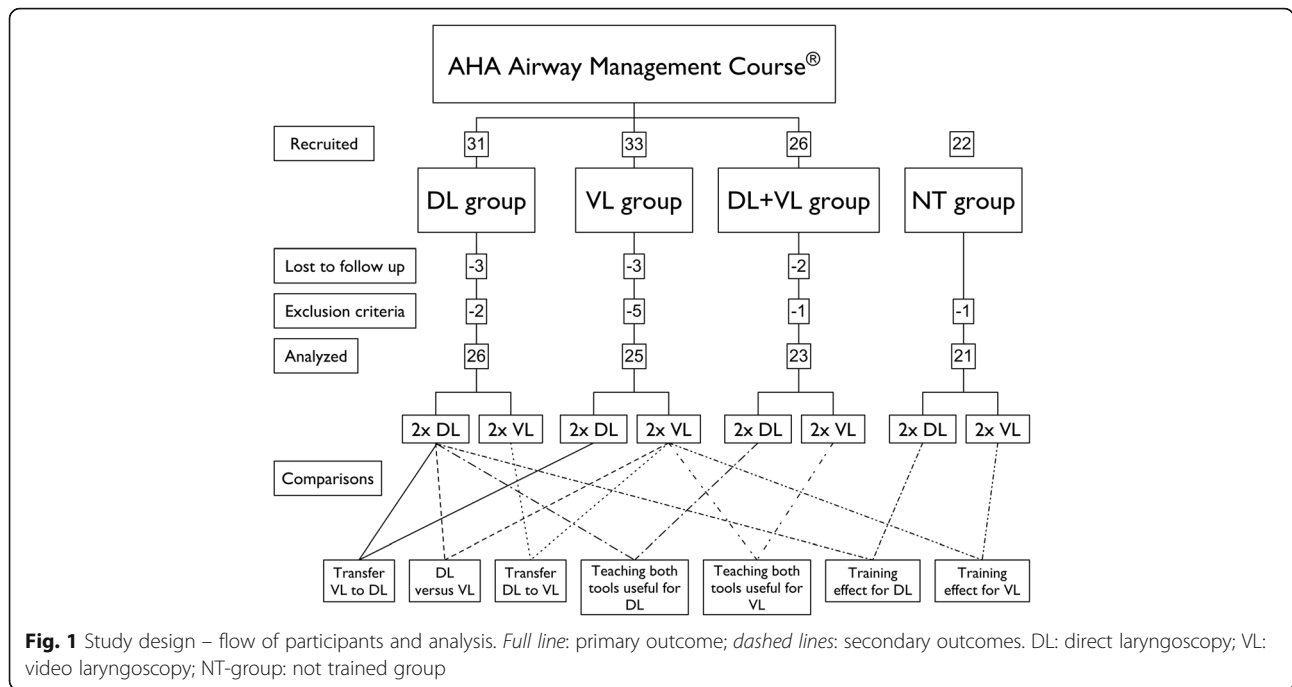 AHA Airway Management Course®
Recruited
31
33
26
22
DL group
VL group
DL+VL group
NT group
Lost to follow up
-3
-3
-2
Exclusion criteria
-2
-5
-1
-1
Analyzed
26
25
23
21
2x DL
2x VL
2x DL
2x VL
2x DL
2x VL
2x DL
2x VL
Comparisons
Transfer
VL to DL
DL
versus VL
Transfer
DL to VL
Teaching both
tools useful for
DL
Teaching both
tools useful for
VL
Training
effect for DL
Training
effect for VL
Fig. 1 Study design – flow of participants and analysis. Full line: primary outcome; dashed lines: secondary outcomes. DL: direct laryngoscopy; VL:
video laryngoscopy; NT-group: not trained group